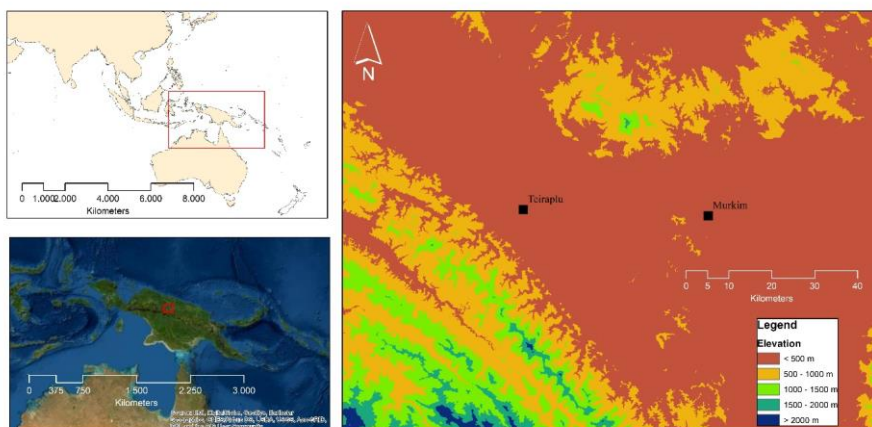 0 1.000 2.000 4.000 6.000 8.000
Kilometers
0 375 750 1.500 2.250 3.000
Kilometers
N
Teiraplu
Murkim
0 5 10 20 30 40
Kilometers
Legend
Elevation
< 500 m
500 - 1000 m
1000 - 1500 m
1500 - 2000 m
> 2000 m